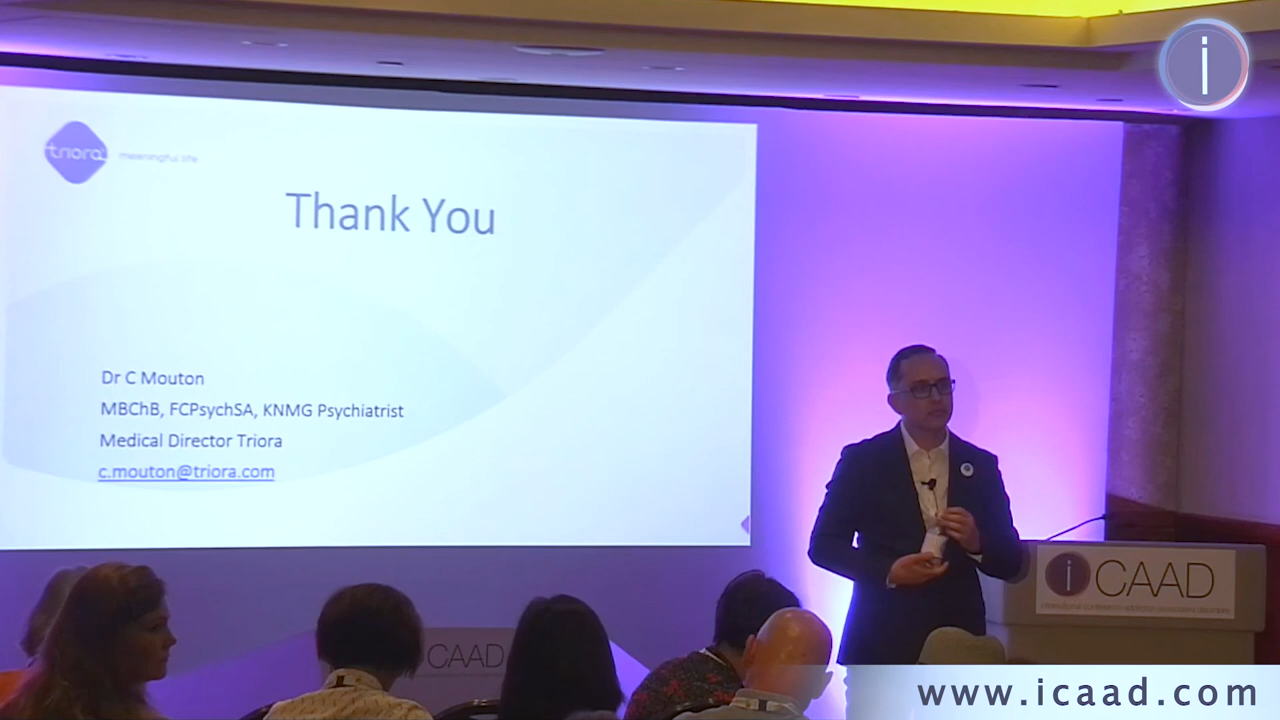 triora
meaningful life
Thank You
Dr C Mouton
MBChB, FCPsychSA, KNMG Psychiatrist
Medical Director Triora
c.mouton@triora.com
i
iCAAD
CAAD
www.icaad.com